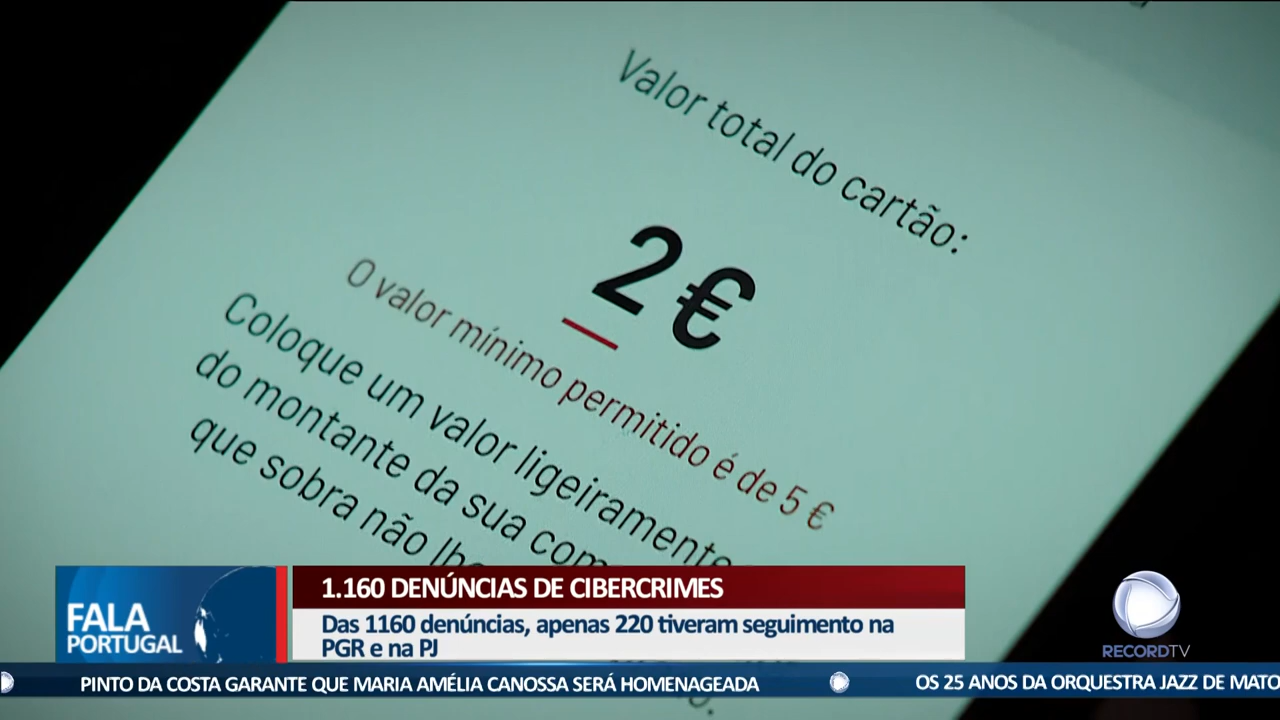 Valor total do cartão:
2€
O valor mínimo permitido é de 5 €
Coloque um valor ligeiramente
do montante da sua
que sobra não
FALA
PORTUGAL
1.160 DENÚNCIAS DE CIBERCRIMES
Das 1160 denúncias, apenas 220 tiveram seguimento na
PGR e na PJ
RECORDTV
PINTO DA COSTA GARANTE QUE MARIA AMÉLIA CANOSSA SERÁ HOMENAGEADA
OS 25 ANOS DA ORQUESTRA JAZZ DE MATO